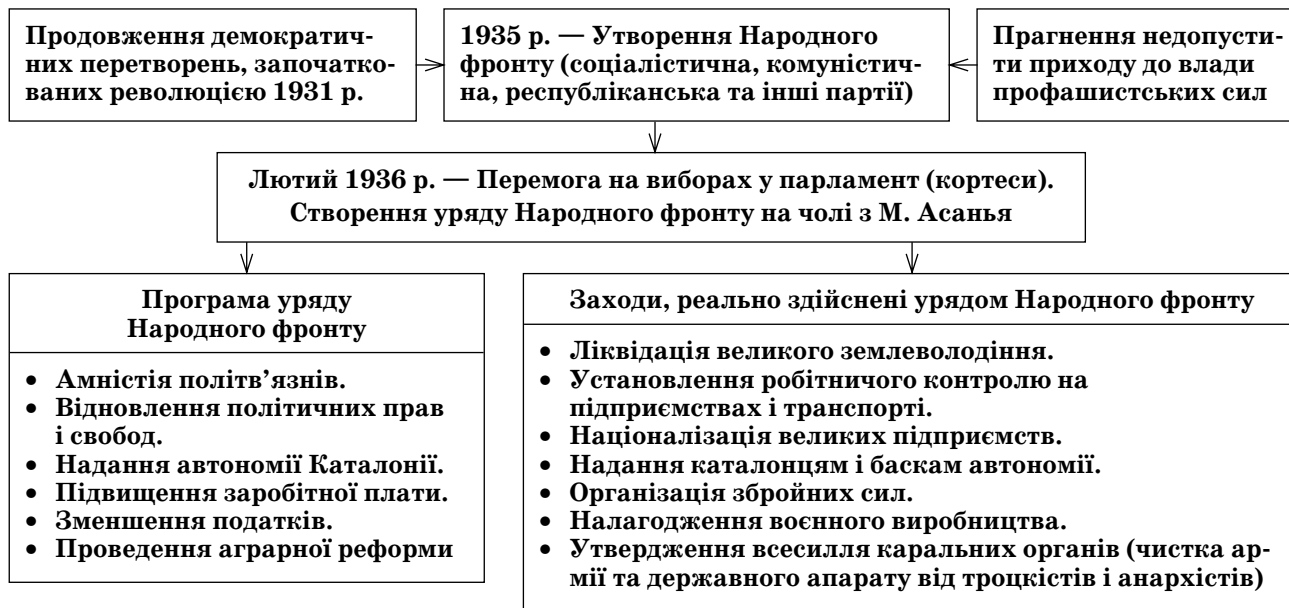 Продовження демократич-
них перетворень, започатко-
ваних революцією 1931 р.
1935 р. — Утворення Народного
фронту (соціалістична, комуністич-
на, республіканська та інші партії)
Прагнення недопусти-
ти приходу до влади
профашистських сил
Лютий 1936 р. — Перемога на виборах у парламент (кортеси).
Створення уряду Народного фронту на чолі з М. Асанья
Програма уряду
Народного фронту
• Амністія політв’язнів.
• Відновлення політичних прав
і свобод.
• Надання автономії Каталонії.
• Підвищення заробітної плати.
• Зменшення податків.
• Проведення аграрної реформи
Заходи, реально здійснені урядом Народного фронту
• Ліквідація великого землеволодіння.
• Установлення робітничого контролю на
підприємствах і транспорті.
• Націоналізація великих підприємств.
• Надання каталонцям і баскам автономії.
• Організація збройних сил.
• Налагодження воєнного виробництва.
• Утвердження всесилля каральних органів (чистка ар-
мії та державного апарату від троцкістів і анархістів)